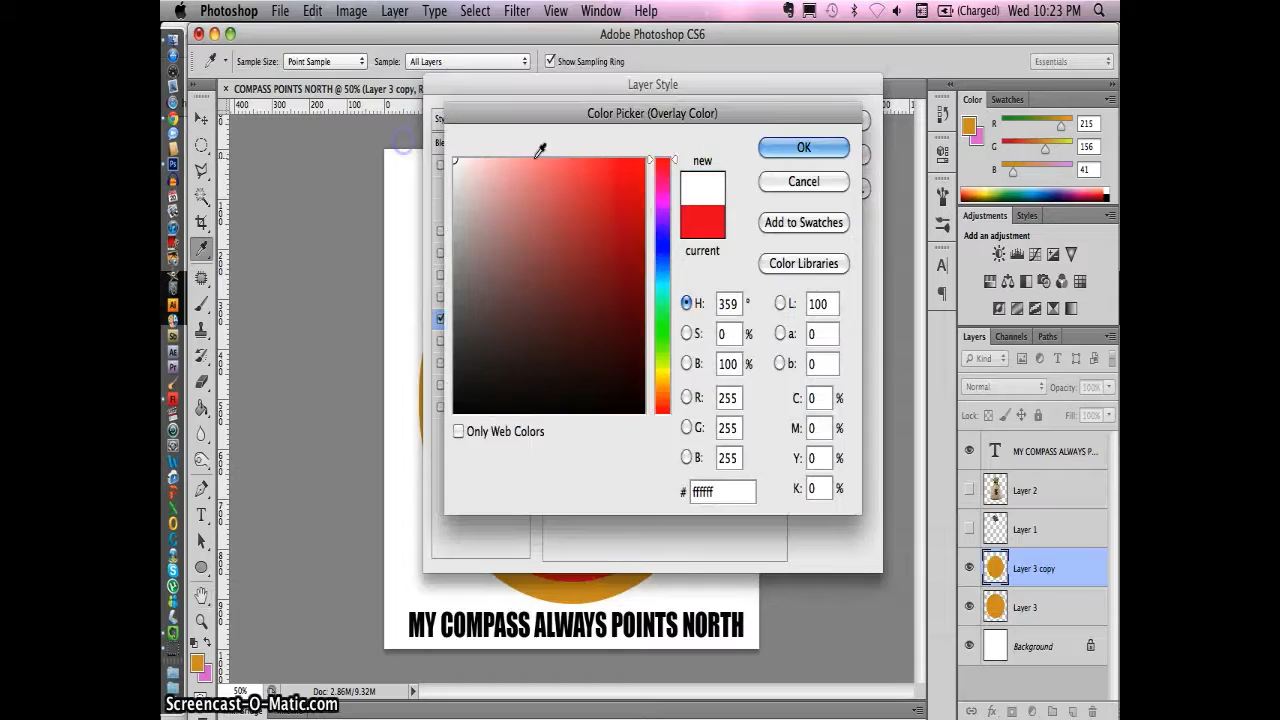 Photoshop File Edit Image Layer Type Select Filter View Window Help (Charged) Wed 10:23 PM
Adobe Photoshop CS6
Sample Size: Point Sample Sample: All Layers Show Sampling Ring Essentials
× COMPASS POINTS NORTH @ 50% (Layer 3 copy, R
Layer Style
Color Picker (Overlay Color)
OK
new
Cancel
Add to Swatches
current
Color Libraries
H: 359 ° L: 100
S: 0 % a: 0
B: 100 % b: 0
R: 255 C: 0 %
G: 255 M: 0 %
B: 255 Y: 0 %
# ffffff K: 0 %
Only Web Colors
Color Swatches
R 215
G 156
B 41
Adjustments Styles
Add an adjustment
Layers Channels Paths
Kind
Normal Opacity: 100%
Lock: Fill: 100%
MY COMPASS ALWAYS P...
Layer 2
Layer 1
Layer 3 copy
Layer 3
Background
MY COMPASS ALWAYS POINTS NORTH
50% Doc: 2.86M/9.32M
Screencast-O-Matic.com